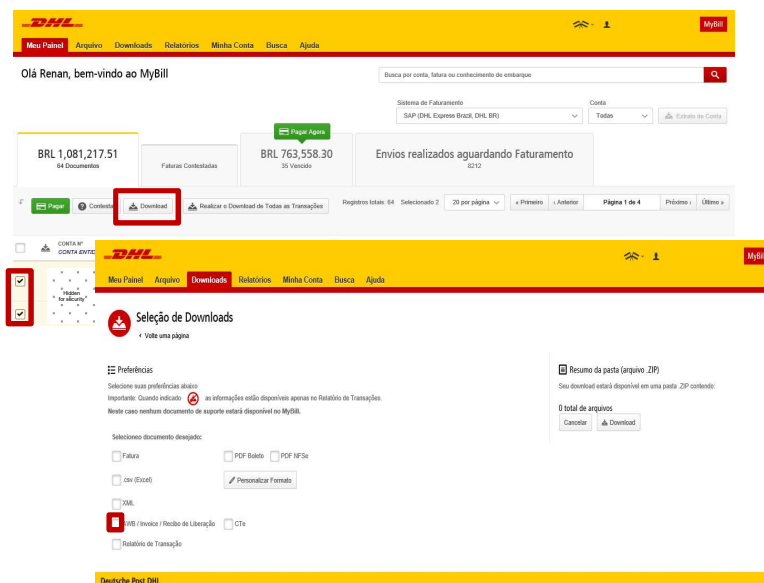 DHL
MyBill
Meu Painel Arquivo Downloads Relatórios Minha Conta Busca Ajuda
Olá Renan, bem-vindo ao MyBill
Busca por conta, fatura ou conhecimento de embarque
Sistema de Faturamento Conta
SAP (DHL Express Brazil, DHL BR) Todas Extrato de Conta
Pagar Agora
BRL 1,081,217.51 Faturas Contestadas BRL 763,558.30 Envios realizados aguardando Faturamento
64 Documentos 35 Vencido 8212
Pagar Contestar Download Realizar o Download de Todas as Transações Registros totais: 64 Selecionado 2 20 por página « Primeiro ‹ Anterior Página 1 de 4 Próximo › Último »
CONTA Nº
CONTA ENTID
Hidden
for security
DHL
MyBill
Meu Painel Arquivo Downloads Relatórios Minha Conta Busca Ajuda
Seleção de Downloads
‹ Volte uma página
Preferências
Selecione suas preferências abaixo
Importante: Quando indicado as informações estão disponíveis apenas no Relatório de Transações.
Neste caso nenhum documento de suporte estará disponível no MyBill.
Resumo da pasta (arquivo .ZIP)
Seu download estará disponível em uma pasta .ZIP contendo:
0 total de arquivos
Cancelar Download
Selecioneo documento desejado:
Fatura PDF Boleto PDF NFSe
.csv (Excel) Personalizar Formato
XML
AWB / Invoice / Recibo de Liberação CTe
Relatório de Transação
Deutsche Post DHL